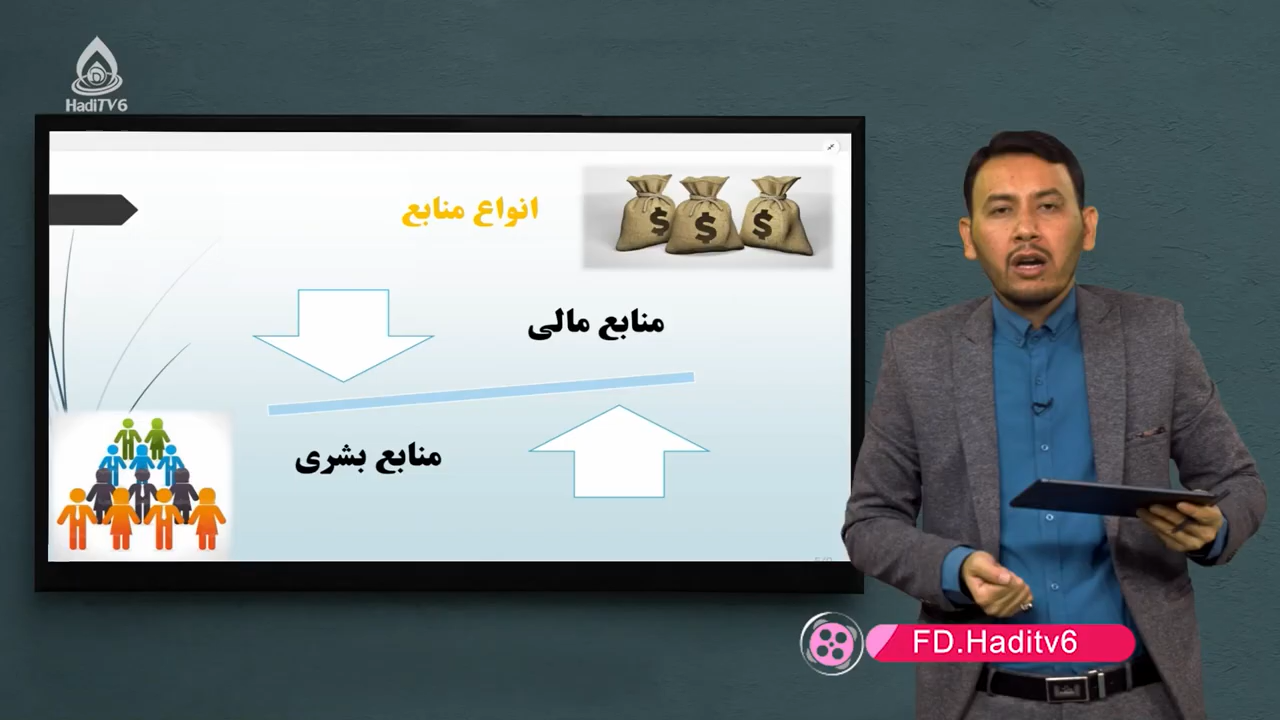 HadiTV6
انواع منابع
$ $ $
منابع مالی
منابع بشری
FD.Haditv6